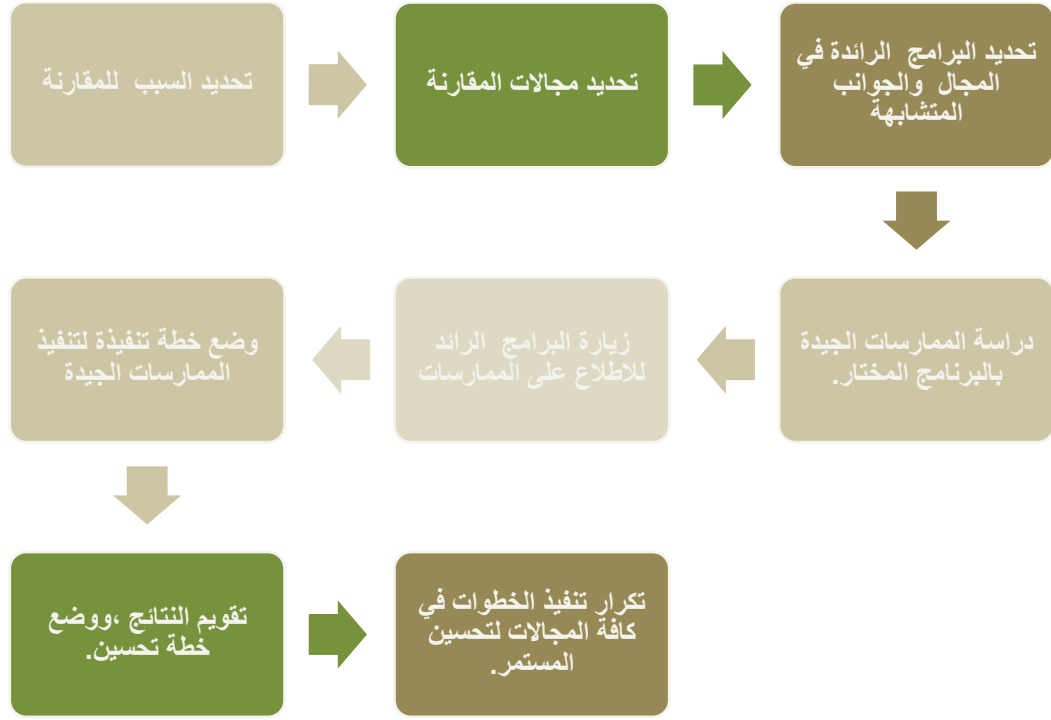 تحديد السبب للمقارنة
تحديد مجالات المقارنة
تحديد البرامج الرائدة في
المجال والجوانب
المتشابهة
دراسة الممارسات الجيدة
بالبرنامج المختار.
زيارة البرامج الرائد
للاطلاع على الممارسات
وضع خطة تنفيذة لتنفيذ
الممارسات الجيدة
تقويم النتائج ،ووضع
خطة تحسين.
تكرار تنفيذ الخطوات في
كافة المجالات لتحسين
المستمر.